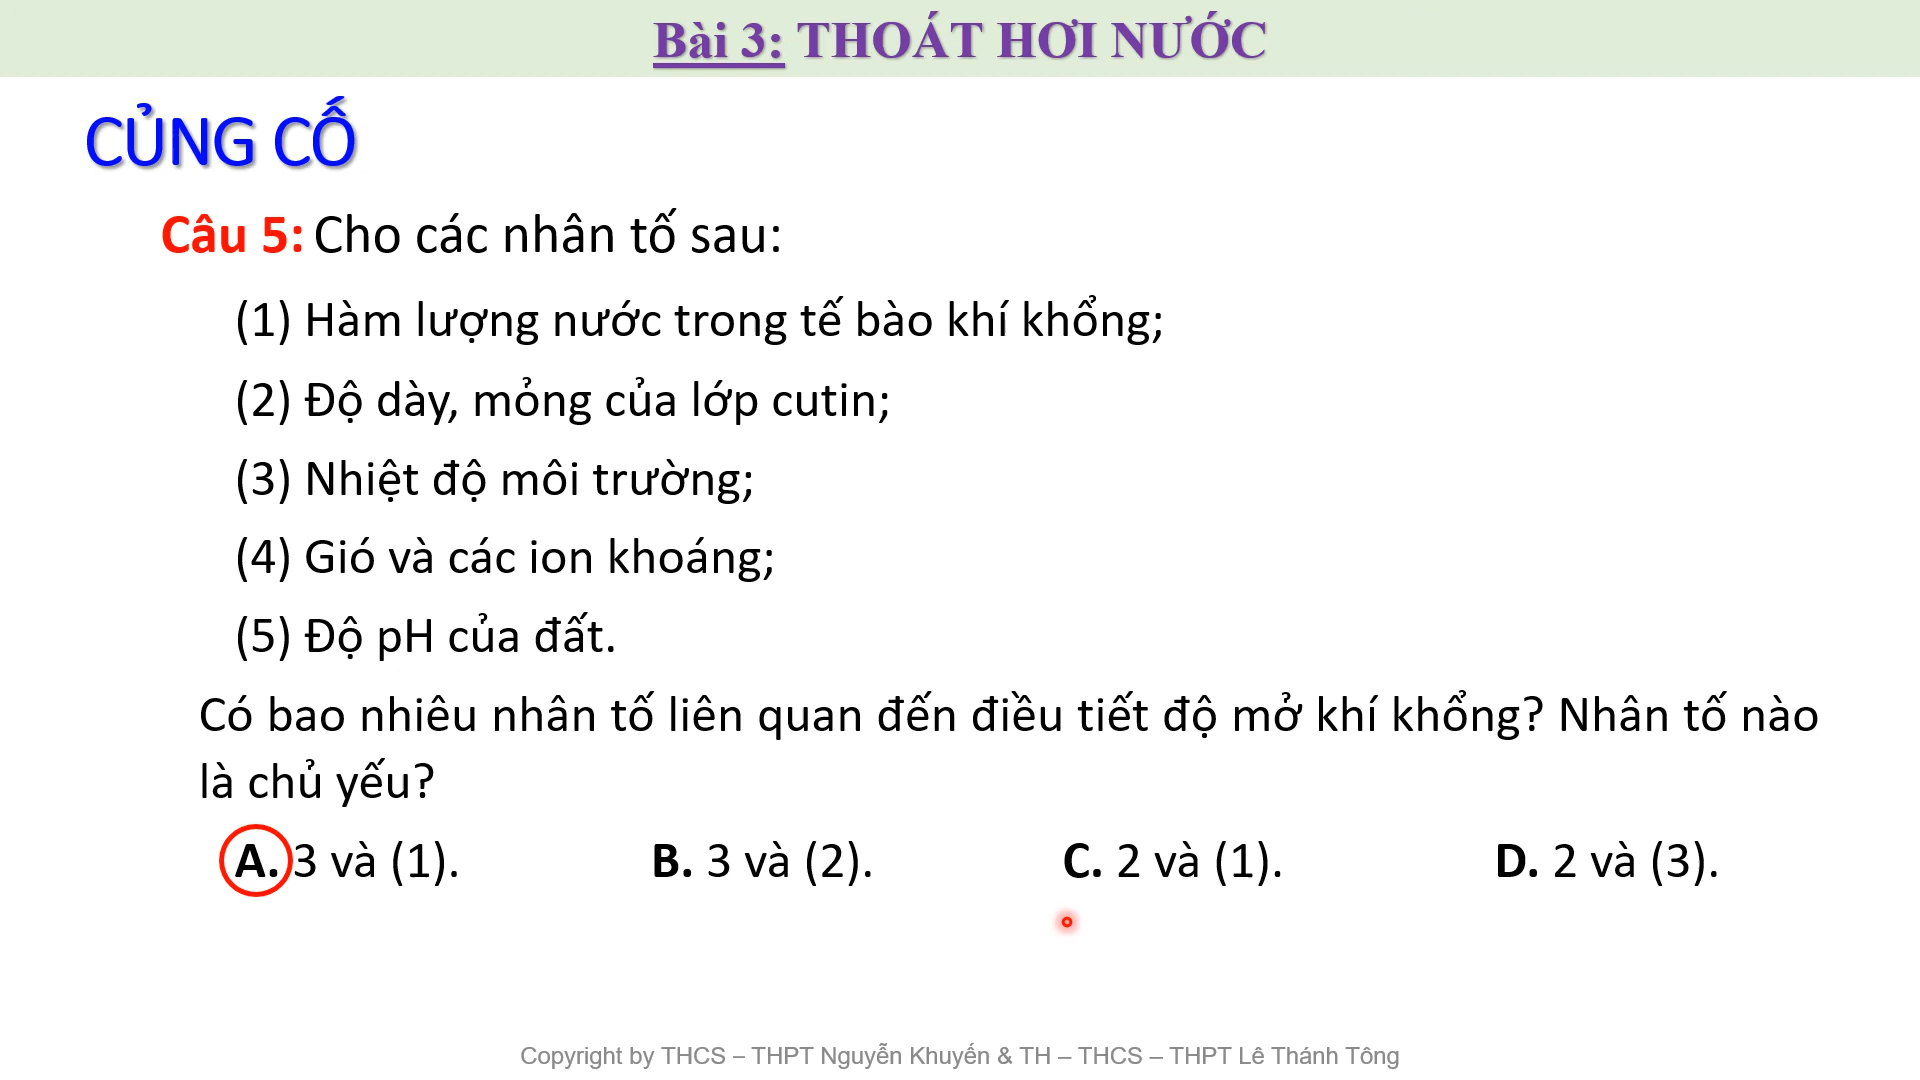 Bài 3: THOÁT HƠI NƯỚC
CỦNG CỐ
Câu 5: Cho các nhân tố sau:
(1) Hàm lượng nước trong tế bào khí khổng;
(2) Độ dày, mỏng của lớp cutin;
(3) Nhiệt độ môi trường;
(4) Gió và các ion khoáng;
(5) Độ pH của đất.
Có bao nhiêu nhân tố liên quan đến điều tiết độ mở khí khổng? Nhân tố nào
là chủ yếu?
A. 3 và (1). B. 3 và (2). C. 2 và (1). D. 2 và (3).
Copyright by THCS – THPT Nguyễn Khuyến & TH – THCS – THPT Lê Thánh Tông